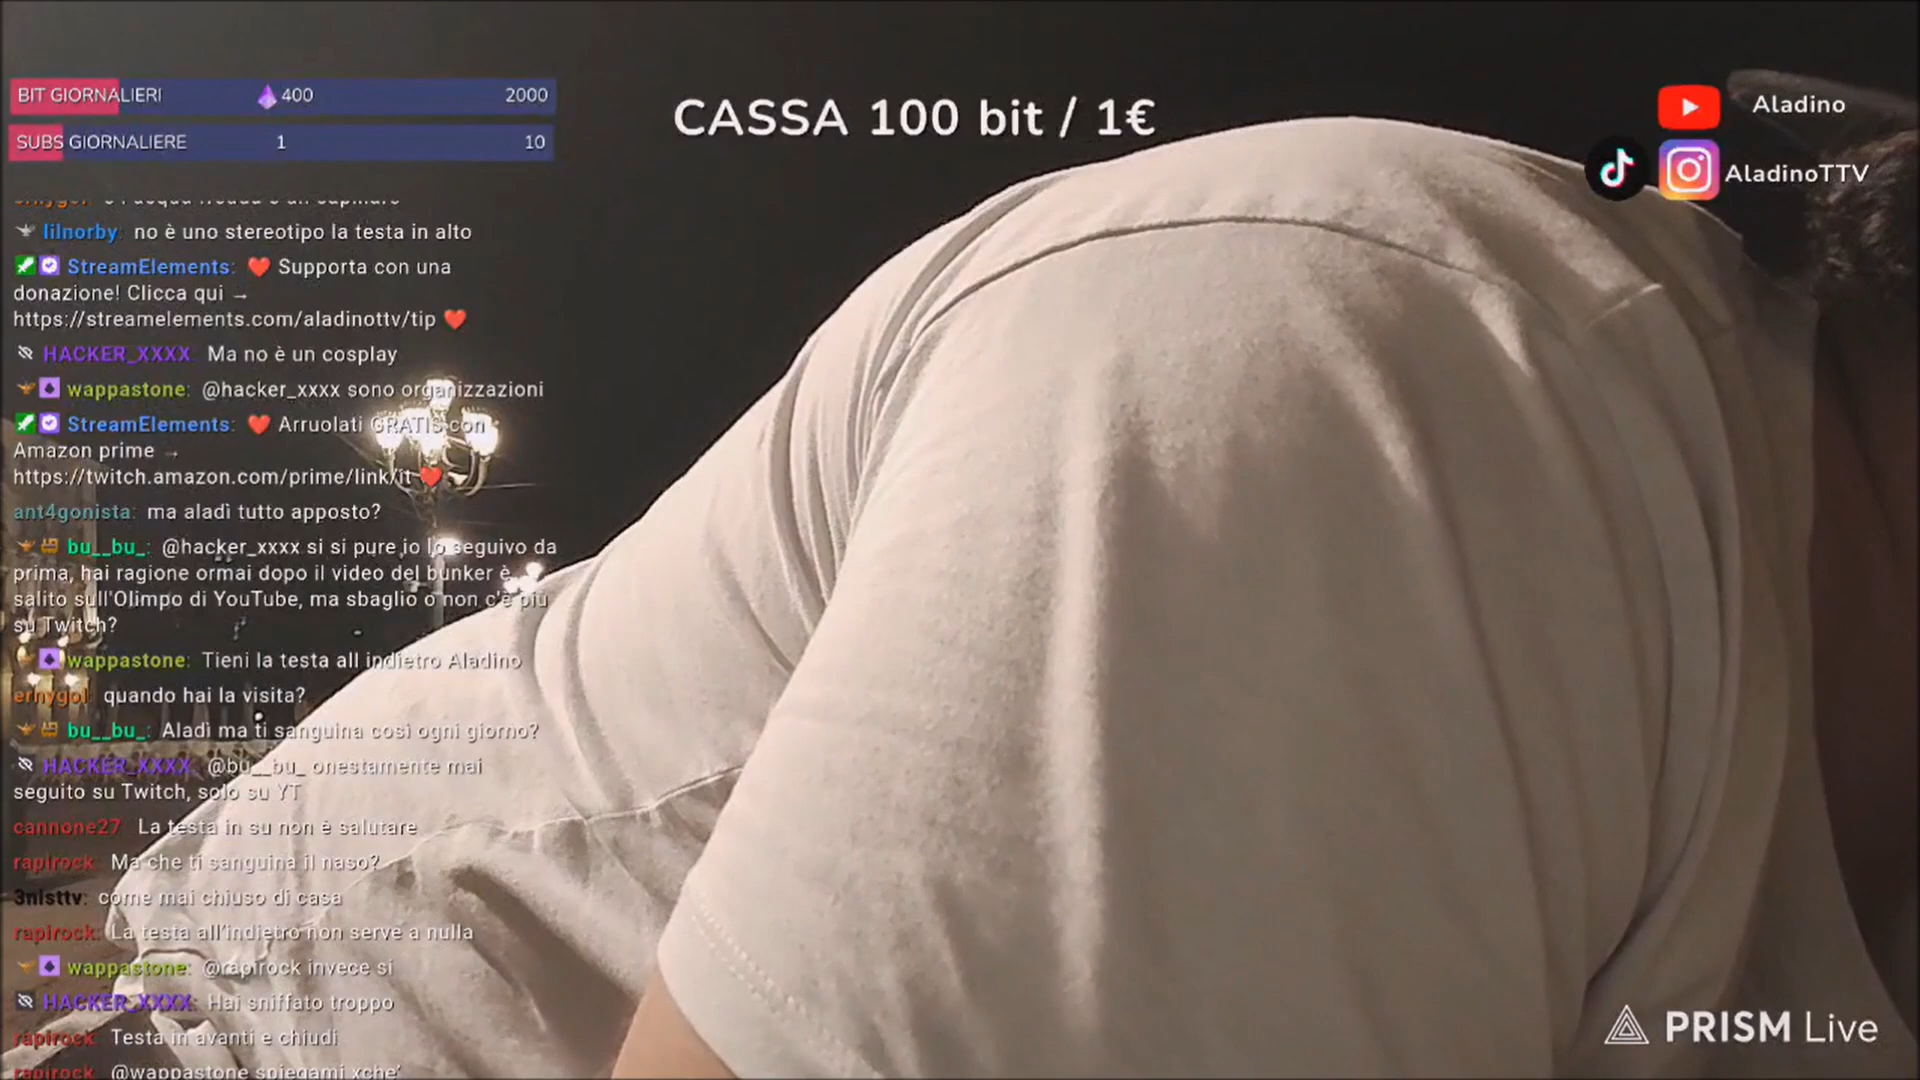 BIT GIORNALIERI 400 2000
SUBS GIORNALIERE 1 10
CASSA 100 bit / 1€
Aladino
AladinoTTV
lilnorby: no è uno stereotipo la testa in alto
StreamElements: ❤️ Supporta con una
donazione! Clicca qui →
https://streamelements.com/aladinottv/tip ❤️
HACKER_XXXX: Ma no è un cosplay
wappastone: @hacker_xxxx sono organizzazioni
StreamElements: ❤️ Arruolati GRATIS con
Amazon prime →
https://twitch.amazon.com/prime/link/it ❤️
ant4gonista: ma aladì tutto apposto?
bu__bu_: @hacker_xxxx si si pure io lo seguivo da
prima, hai ragione ormai dopo il video del bunker è
salito sull'Olimpo di YouTube, ma sbaglio o non c'è più
su Twitch?
wappastone: Tieni la testa all indietro Aladino
ernygol: quando hai la visita?
bu__bu_: Aladì ma ti sanguina così ogni giorno?
HACKER_XXXX: @bu__bu_ onestamente mai
seguito su Twitch, solo su YT
cannone27: La testa in su non è salutare
rapirock: Ma che ti sanguina il naso?
3nisttv: come mai chiuso di casa
rapirock: La testa all'indietro non serve a nulla
wappastone: @rapirock invece si
HACKER_XXXX: Hai sniffato troppo
rapirock: Testa in avanti e chiudi
rapirock: @wappastone spiegami xche'
PRISM Live